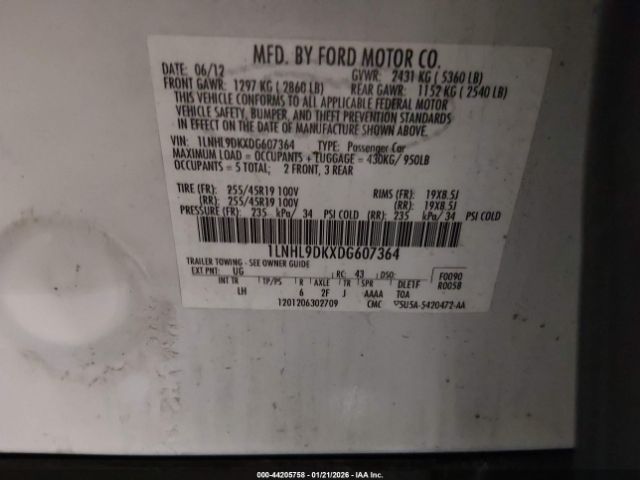 MFD. BY FORD MOTOR CO.
DATE: 06/12 GVWR: 2431 KG ( 5360 LB)
FRONT GAWR: 1297 KG ( 2860 LB) REAR GAWR: 1152 KG ( 2540 LB)
THIS VEHICLE CONFORMS TO ALL APPLICABLE FEDERAL MOTOR
VEHICLE SAFETY, BUMPER, AND THEFT PREVENTION STANDARDS
IN EFFECT ON THE DATE OF MANUFACTURE SHOWN ABOVE.
VIN: 1LNHL9DKXDG607364 TYPE: Passenger Car
MAXIMUM LOAD = OCCUPANTS + LUGGAGE = 430KG/ 950LB
OCCUPANTS = 5 TOTAL; 2 FRONT, 3 REAR
TIRE (FR): 255/45R19 100V RIMS (FR): 19X8.5J
(RR): 255/45R19 100V (RR): 19X8.5J
PRESSURE (FR): 235 kPa/ 34 PSI COLD (RR): 235 kPa/ 34 PSI COLD
1LNHL9DKXDG607364
TRAILER TOWING - SEE OWNER GUIDE
EXT PNT: UG RC: 43 DSO: F0090
INT TR TP/PS R AXLE TR SPR DLE1F R0058
LH 6 2F J AAAA TOA
1201206302709 CMC 5U5A-5420472-AA
000-44205758 - 01/21/2026 - IAA Inc.